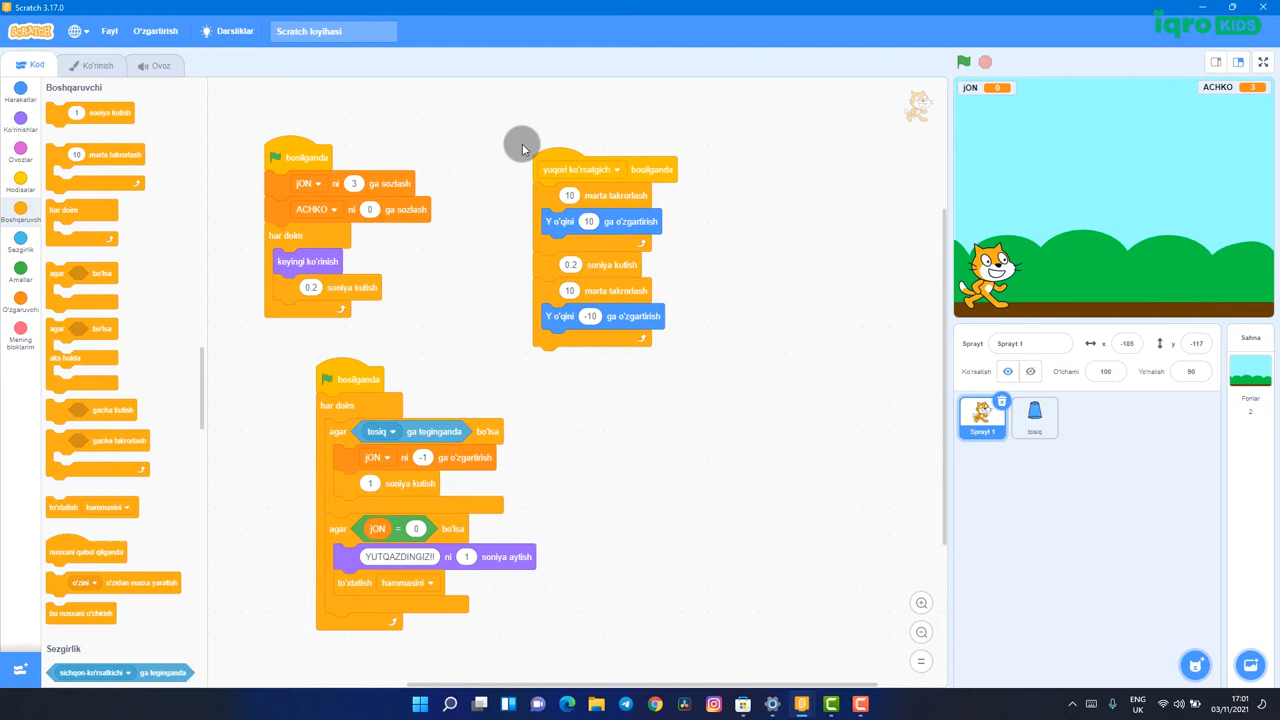 Scratch 3.17.0
SCRATCH
Fayl
O'zgartirish
Darsliklar
Scratch loyihasi
iqro KIDS
Kod
Ko'rinish
Ovoz
Harakatlar
Ko'rinishlar
Ovozlar
Hodisalar
Boshqaruvch
Sezgirlik
Amallar
O'zgaruvchi
Mening
bloklarim
Boshqaruvchi
1 soniya kutish
10 marta takrorlash
har doim
agar bo'lsa
agar bo'lsa
aks holda
gacha kutish
gacha takrorlash
to'xtatish hammasini
nusxani qabul qilganda
o'zini o'zidan nusxa yaratish
bu nusxani o'chirish
Sezgirlik
sichqon-ko'rsatkichi ga teginganda
bosilganda
jON ni 3 ga sozlash
ACHKO ni 0 ga sozlash
har doim
keyingi ko'rinish
0.2 soniya kutish
yuqori ko'rsatgich bosilganda
10 marta takrorlash
Y o'qini 10 ga o'zgartirish
0.2 soniya kutish
10 marta takrorlash
Y o'qini -10 ga o'zgartirish
bosilganda
har doim
agar tosiq ga teginganda bo'lsa
jON ni -1 ga o'zgartirish
1 soniya kutish
agar jON = 0 bo'lsa
YUTQAZDINGIZ!! ni 1 soniya aytish
to'xtatish hammasini
jON 0
ACHKO 3
Sprayt Sprayt 1 x -185 y -117
Ko'rsatish O'lchami 100 Yo'nalish 90
Sprayt 1
tosiq
Sahna
Fonlar
2
ENG
UK
17:01
03/11/2021